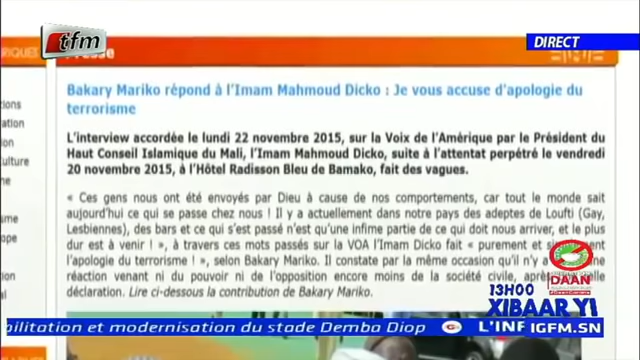 tfm
RIQUES
DIRECT
Bakary Mariko répond à l'Imam Mahmoud Dicko : Je vous accuse d'apologie du
terrorisme
L'interview accordée le lundi 22 novembre 2015, sur la Voix de l'Amérique par le Président du
Haut Conseil Islamique du Mali, l'Imam Mahmoud Dicko, suite à l'attentat perpétré le vendredi
20 novembre 2015, à l'Hôtel Radisson Bleu de Bamako, fait des vagues.
« Ces gens nous ont été envoyés par Dieu à cause de nos comportements, car tout le monde sait
aujourd'hui ce qui se passe chez nous ! Il y a actuellement dans notre pays des adeptes de Loufti (Gay,
Lesbiennes), des bars et ce qui s'est passé n'est qu'une infime partie de ce qui doit nous arriver, et le plus
dur est à venir ! », à travers ces mots passés sur la VOA l'Imam Dicko fait « purement et
l'apologie du terrorisme ! », selon Bakary Mariko. Il constate par la même occasion qu'il n'y a
réaction venant ni du pouvoir ni de l'opposition encore moins de la société civile,
déclaration. Lire ci-dessous la contribution de Bakary Mariko.
DAAN
13H00
XIBAAR YI
bilitation et modernisation du stade Demba Diop
L'INF
IGFM.SN